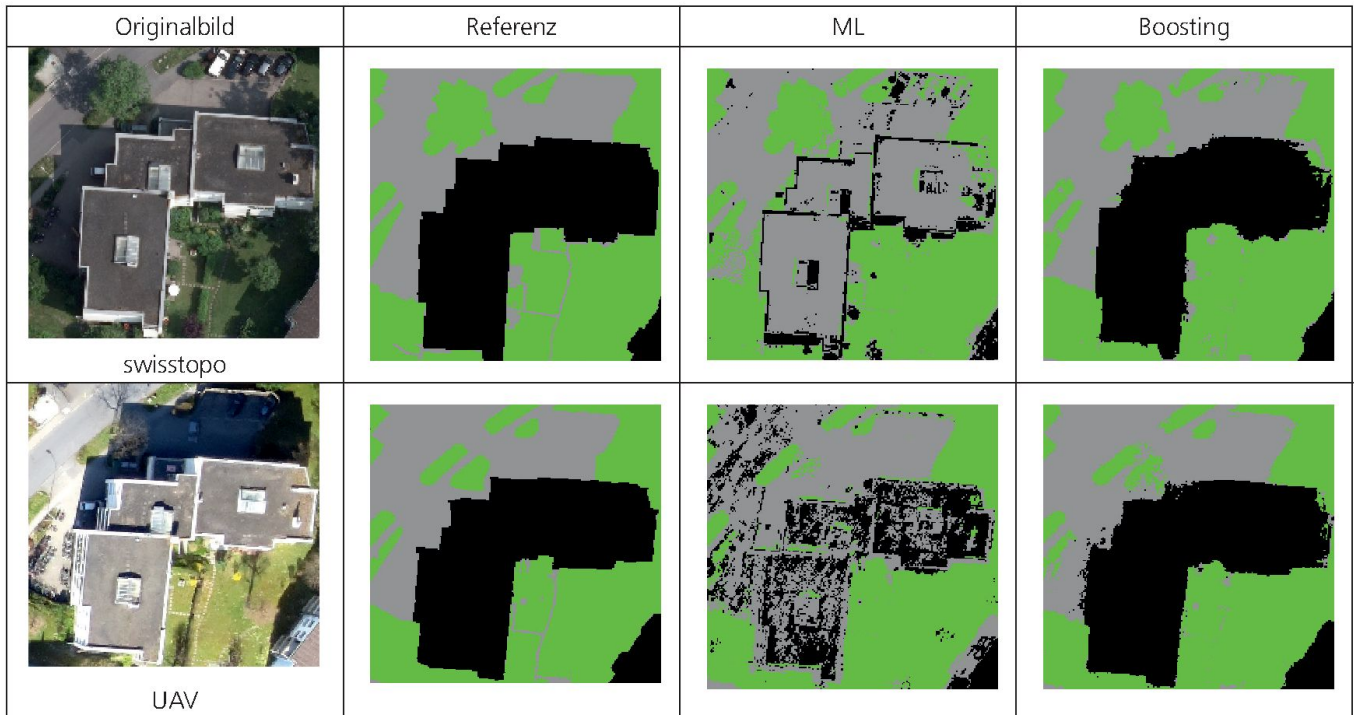 Originalbild
Referenz
ML
Boosting
swisstopo
UAV